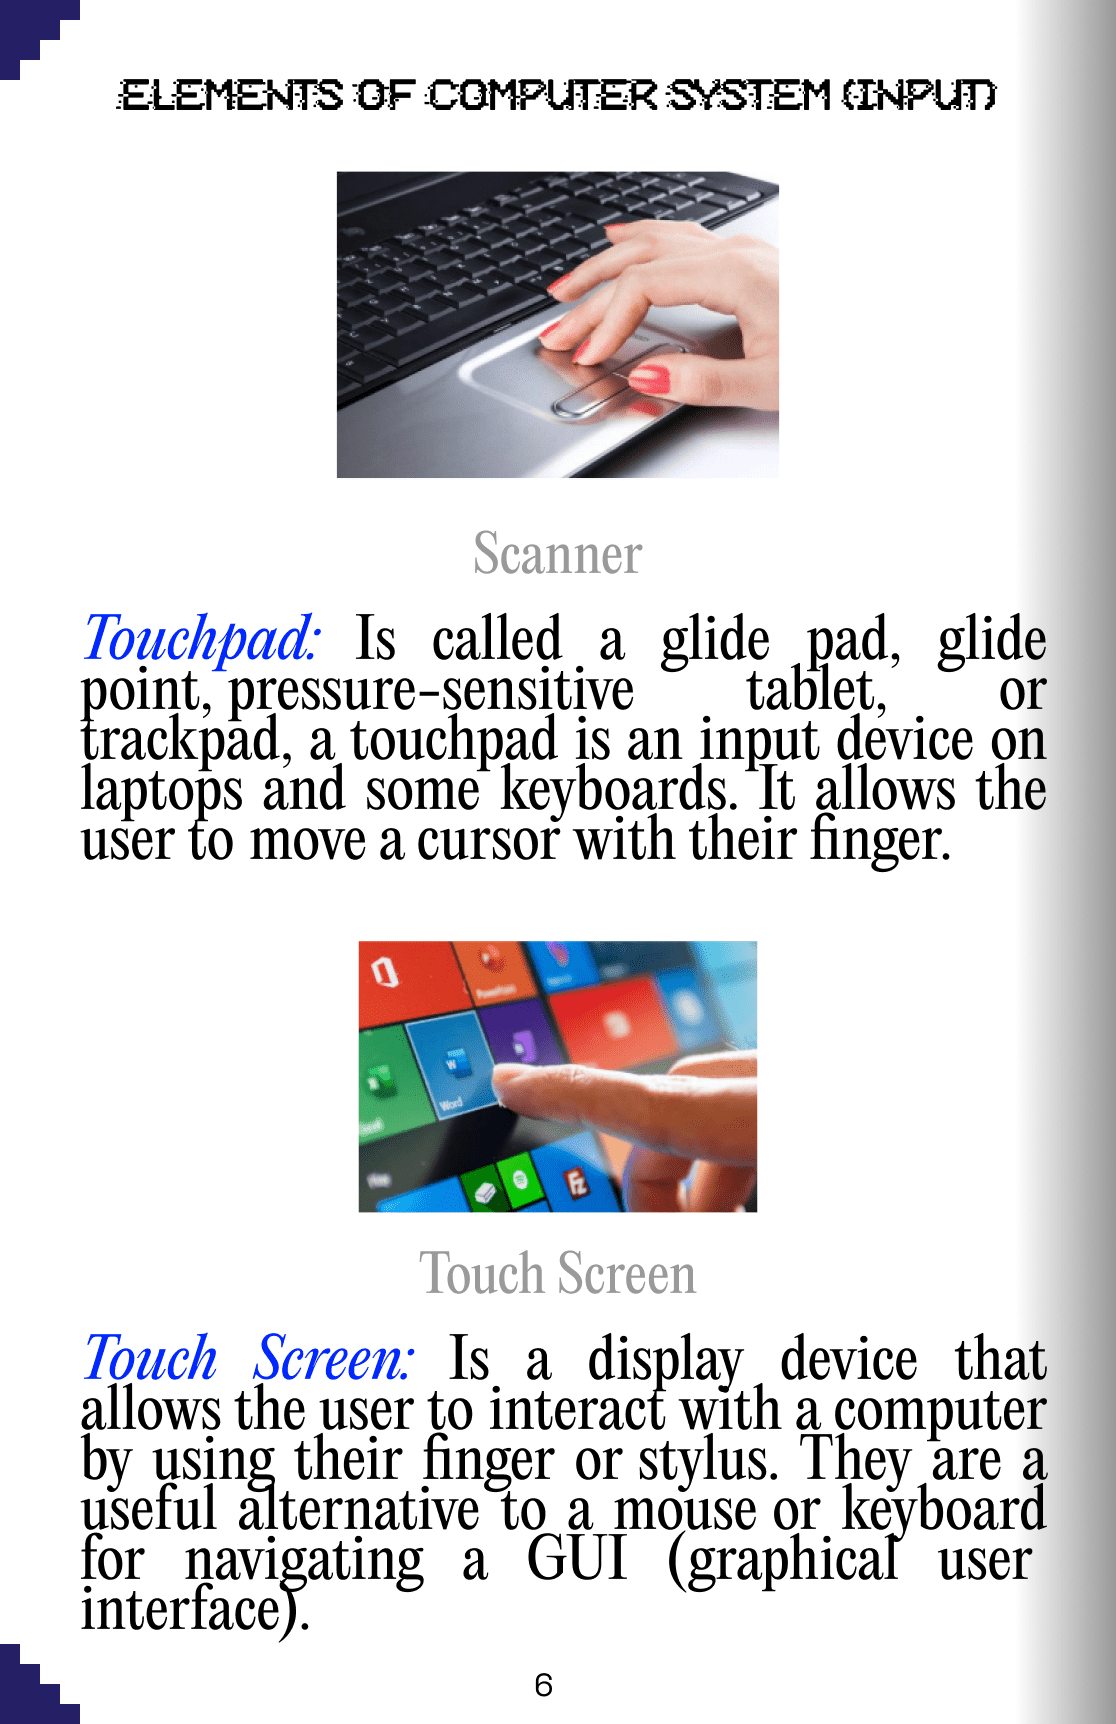 ELEMENTS OF COMPUTER SYSTEM (INPUT)
Scanner
Touchpad: Is called a glide pad, glide
point, pressure-sensitive tablet, or
trackpad, a touchpad is an input device on
laptops and some keyboards. It allows the
user to move a cursor with their finger.
PowerPoint
Word
Fz
Touch Screen
Touch Screen: Is a display device that
allows the user to interact with a computer
by using their finger or stylus. They are a
useful alternative to a mouse or keyboard
for navigating a GUI (graphical user
interface).
6